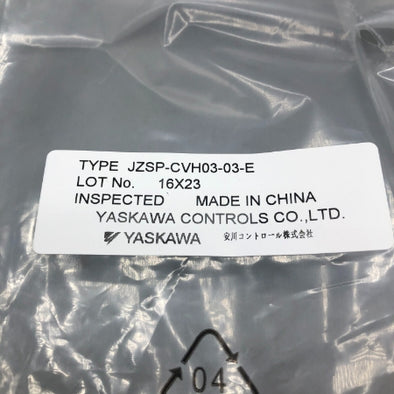 TYPE JZSP-CVH03-03-E
LOT No. 16X23
INSPECTED MADE IN CHINA
YASKAWA CONTROLS CO.,LTD.
YASKAWA 安川コントロール株式会社
04